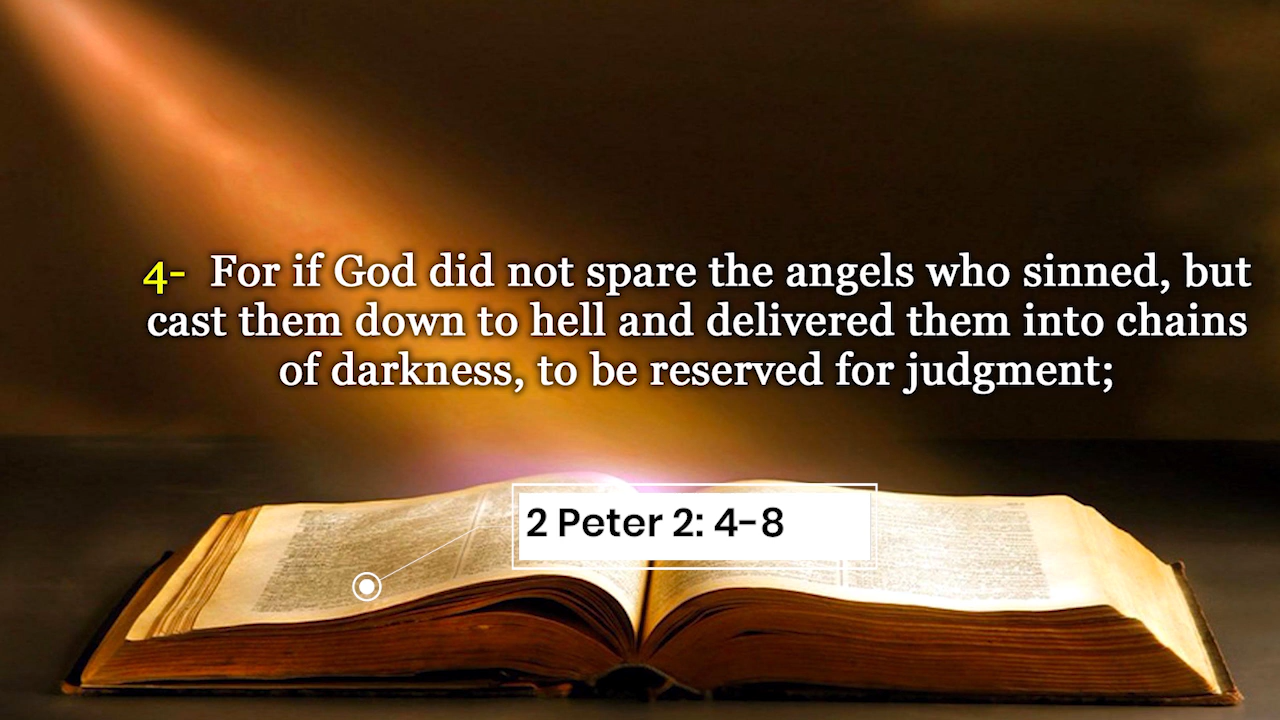 4- For if God did not spare the angels who sinned, but
cast them down to hell and delivered them into chains
of darkness, to be reserved for judgment;
2 Peter 2: 4-8